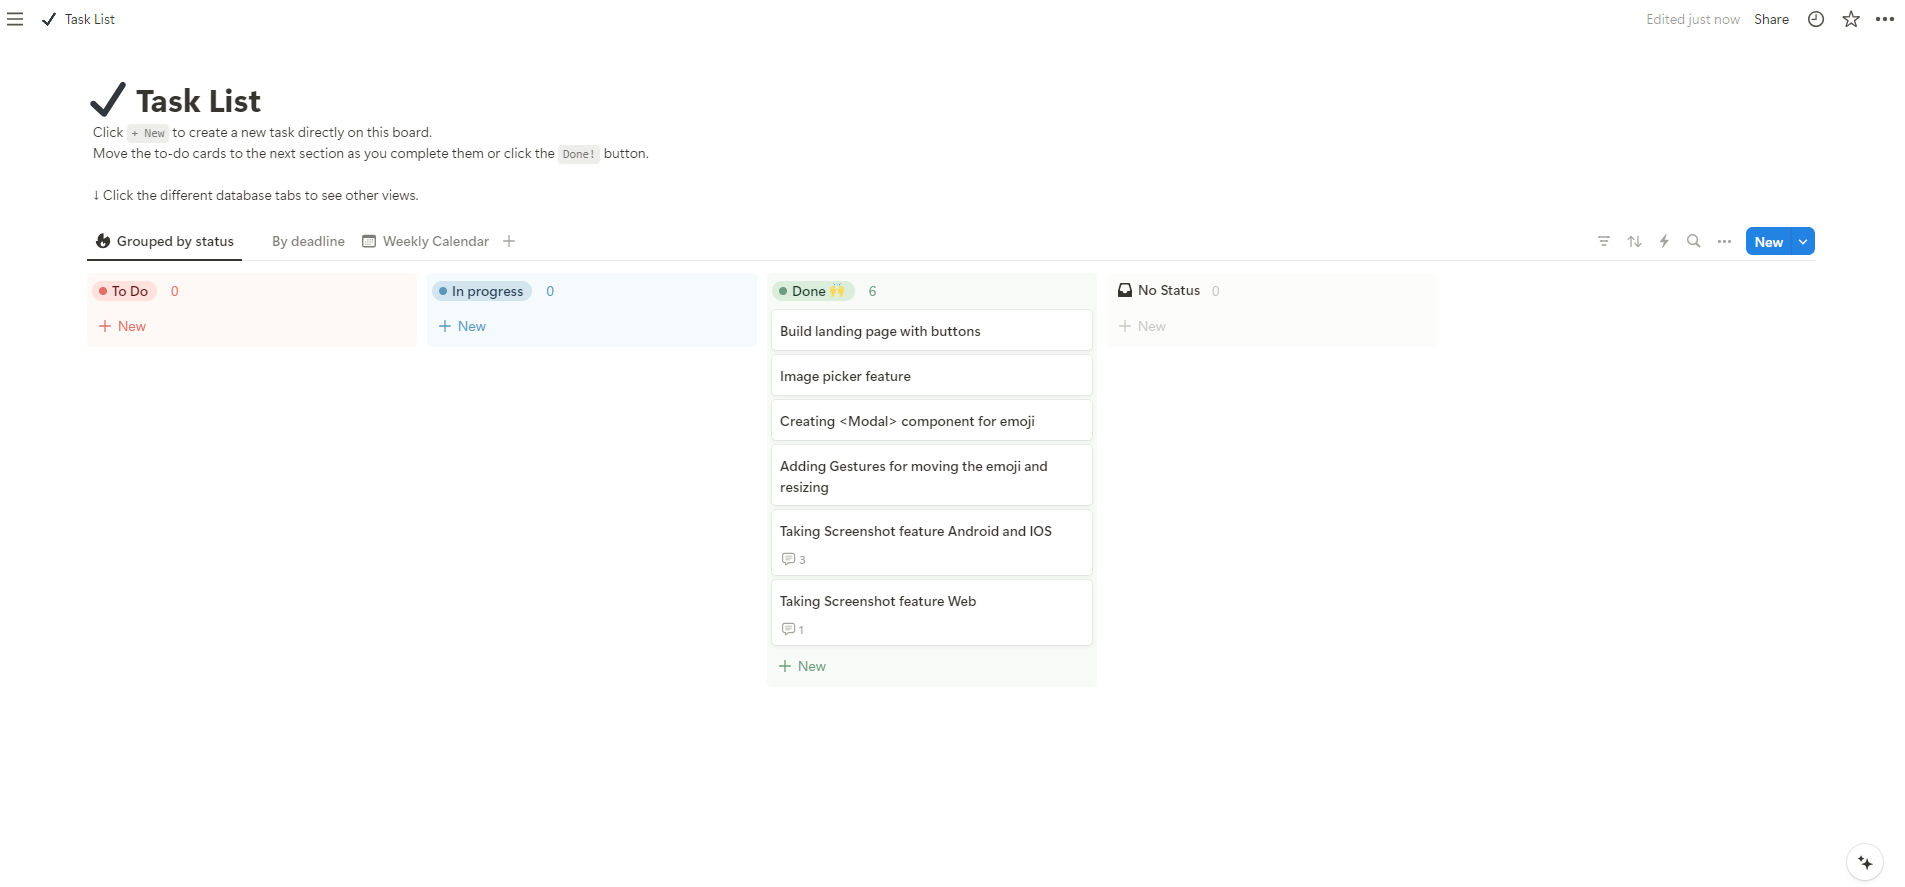 Task List
Edited just now Share
Task List
Click + New to create a new task directly on this board.
Move the to-do cards to the next section as you complete them or click the Done! button.
↓ Click the different database tabs to see other views.
Grouped by status By deadline Weekly Calendar
New
To Do 0
New
In progress 0
New
Done 🙌 6
Build landing page with buttons
Image picker feature
Creating <Modal> component for emoji
Adding Gestures for moving the emoji and
resizing
Taking Screenshot feature Android and IOS
3
Taking Screenshot feature Web
1
New
No Status 0
New